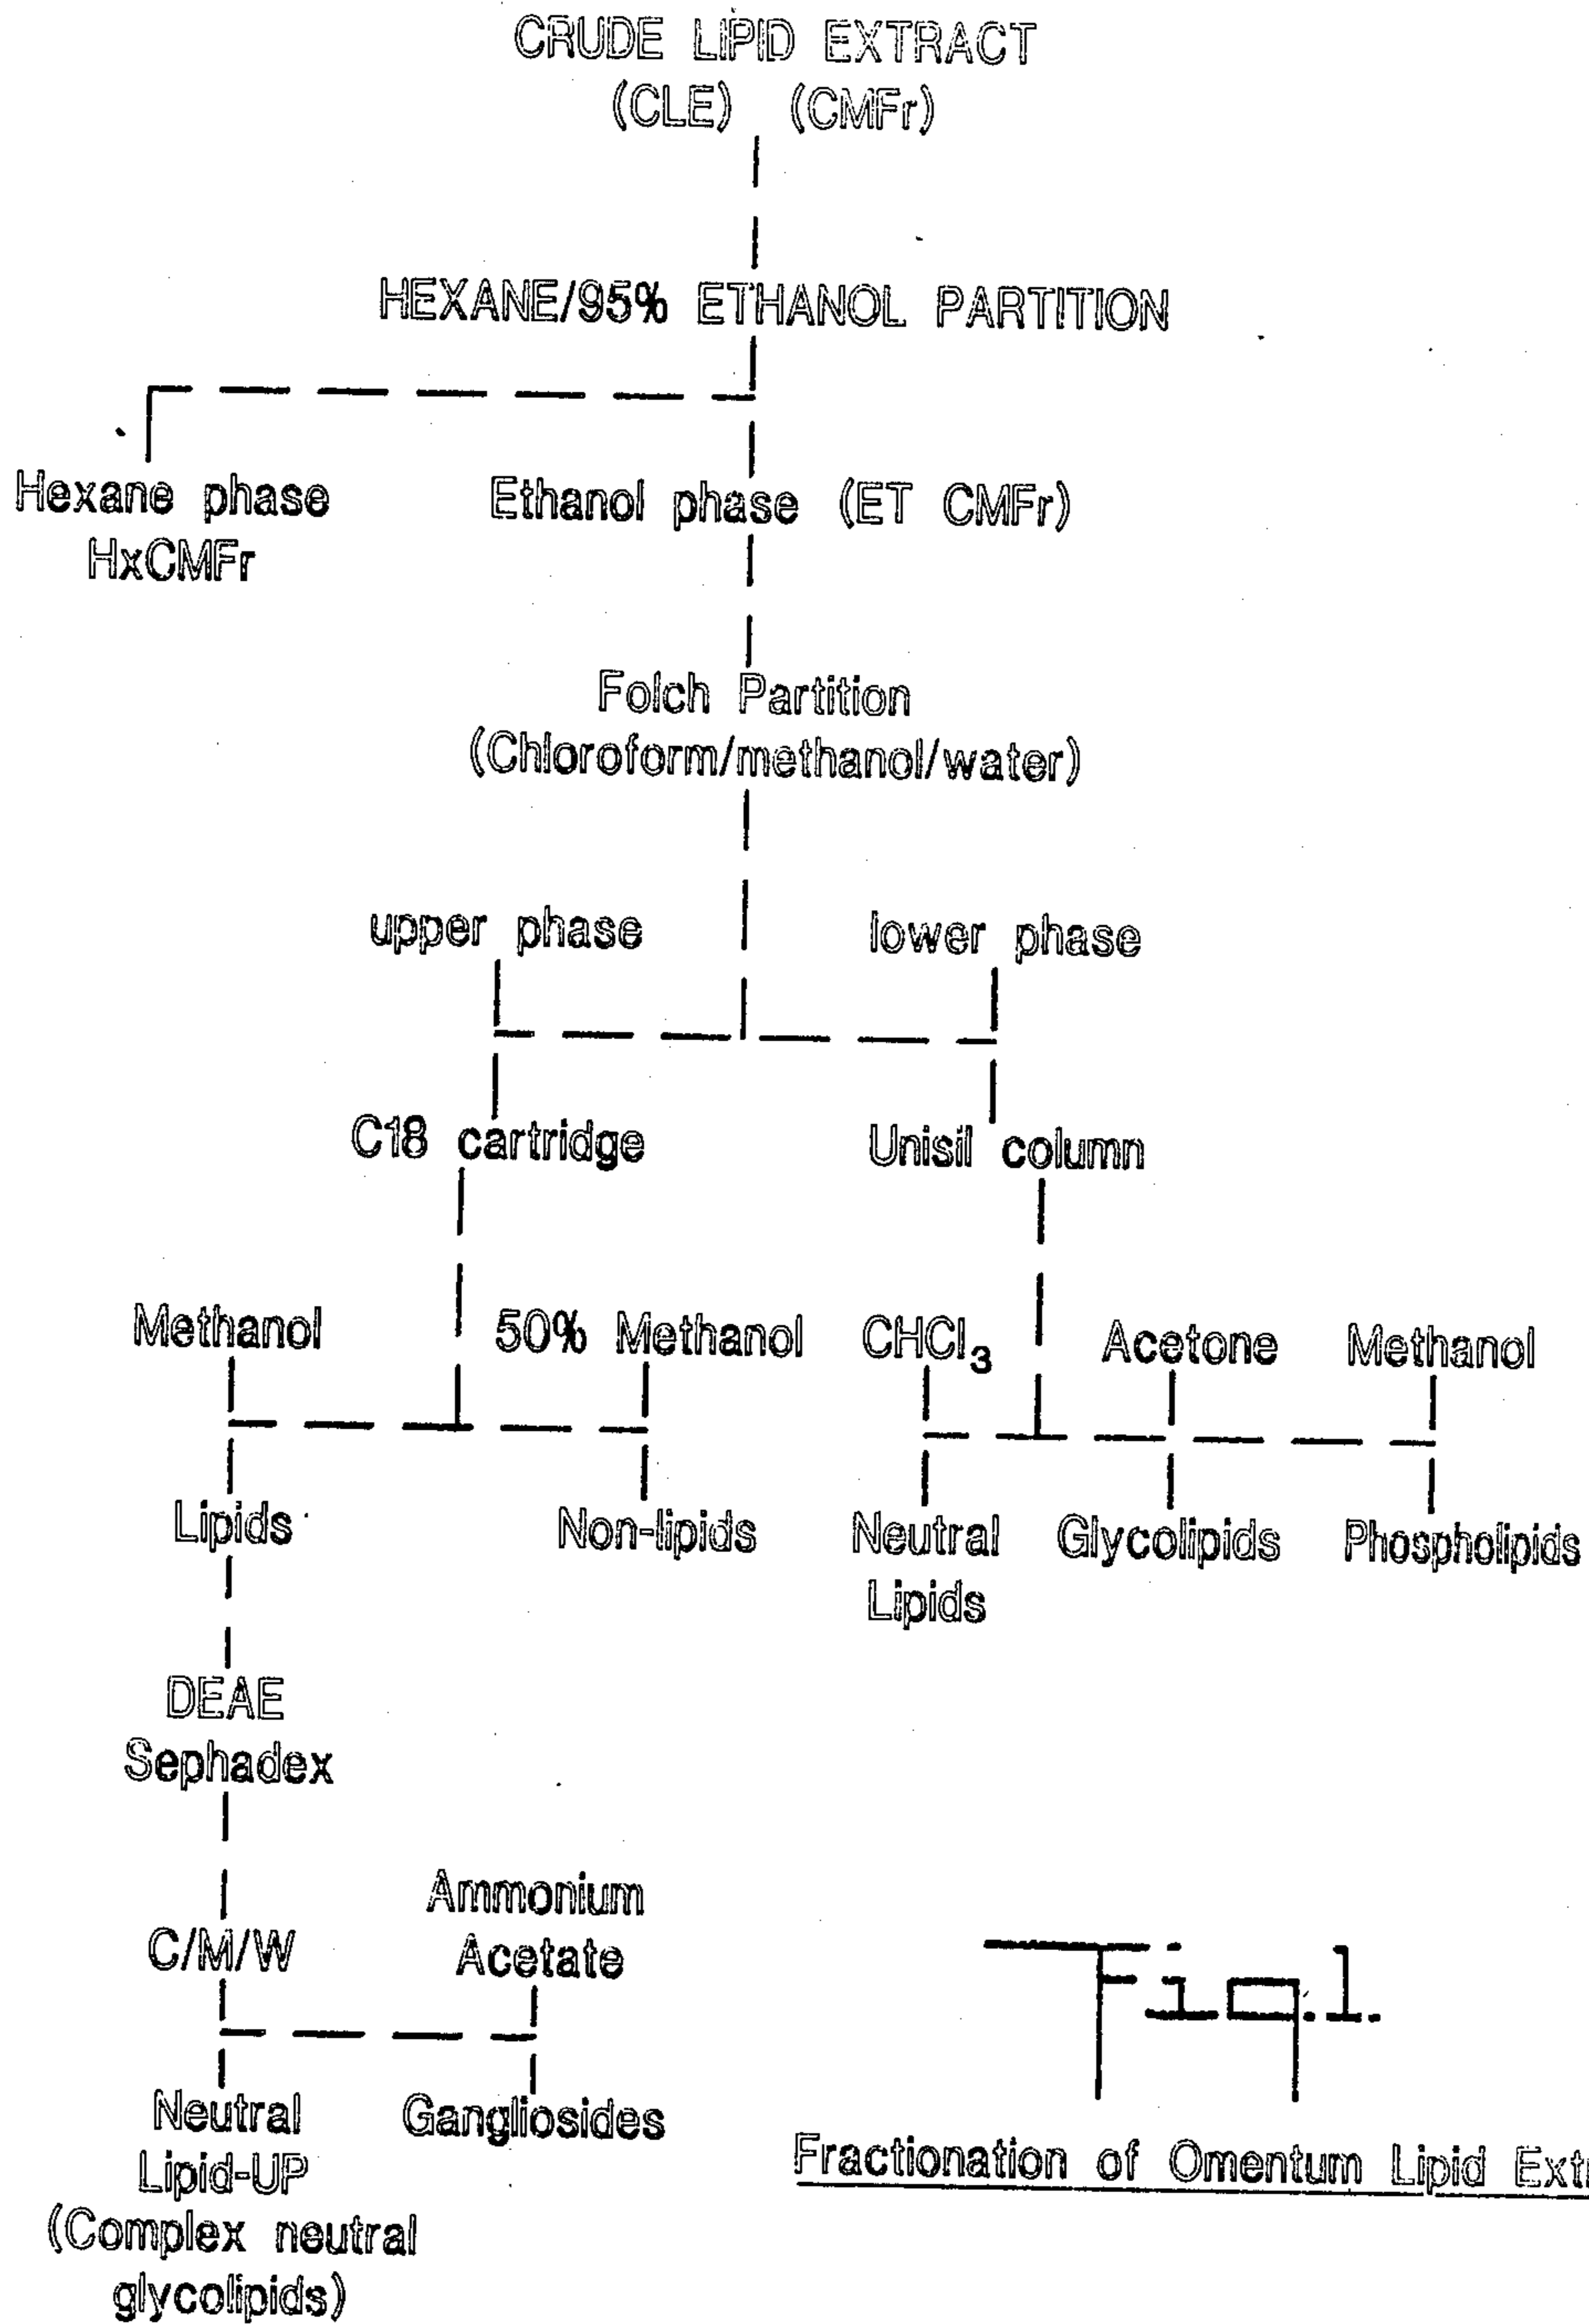 CRUDE LIPID EXTRACT
(CLE) (CMFr)
HEXANE/95% ETHANOL PARTITION
Hexane phase
HxCMFr
Ethanol phase (ET CMFr)
Folch Partition
(Chloroform/methanol/water)
upper phase
lower phase
C18 cartridge
Unisil column
Methanol
50% Methanol
CHCl₃
Acetone
Methanol
Lipids
Non-lipids
Neutral
Lipids
Glycolipids
Phospholipids
DEAE
Sephadex
C/M/W
Ammonium
Acetate
Neutral
Lipid-UP
(Complex neutral
glycolipids)
Gangliosides
Fig.1.
Fractionation of Omentum Lipid